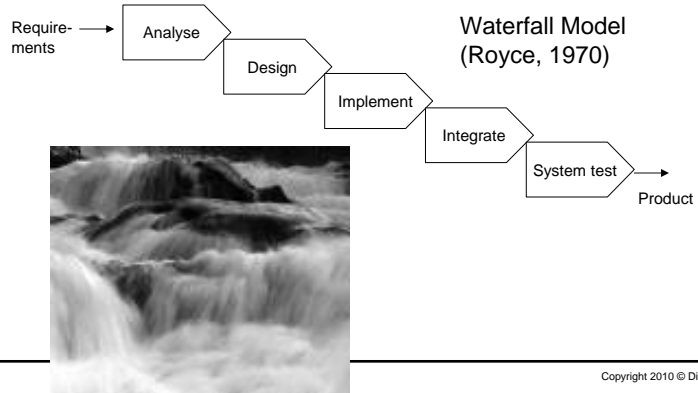 Waterfall Model
(Royce, 1970)
Require-
ments
Analyse
Design
Implement
Integrate
System test
Product
Copyright 2010 © Di